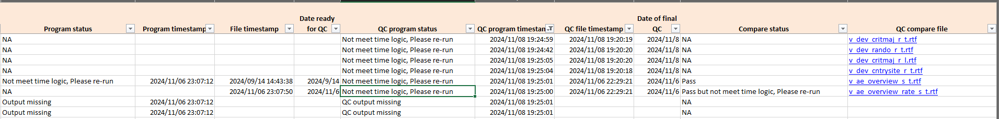 Date ready Date of final
Program status Program timestamp File timestamp for QC QC program status QC program timestan QC file timestamp QC Compare status QC compare file
NA Not meet time logic, Please re-run 2024/11/08 19:24:59 2024/11/08 19:20:19 2024/11/8 NA v_dev_critmaj_r_t.rtf
NA Not meet time logic, Please re-run 2024/11/08 19:24:42 2024/11/08 19:20:20 2024/11/8 NA v_dev_rando_r_t.rtf
NA Not meet time logic, Please re-run 2024/11/08 19:25:05 2024/11/08 19:20:20 2024/11/8 NA v_dev_critmaj_r_l.rtf
NA Not meet time logic, Please re-run 2024/11/08 19:25:04 2024/11/08 19:20:18 2024/11/8 NA v_dev_cntrysite_r_t.rtf
Not meet time logic, Please re-run 2024/11/06 23:07:12 2024/09/14 14:43:38 2024/9/14 Not meet time logic, Please re-run 2024/11/08 19:25:01 2024/11/06 22:29:21 2024/11/6 Pass v_ae_overview_s_t.rtf
NA 2024/11/06 23:07:50 2024/11/6 Not meet time logic, Please re-run 2024/11/08 19:25:00 2024/11/06 22:29:21 2024/11/6 Pass but not meet time logic, Please re-run v_ae_overview_rate_s_t.rtf
Output missing 2024/11/06 23:07:12 QC output missing 2024/11/08 19:25:01 NA
Output missing 2024/11/06 23:07:12 QC output missing 2024/11/08 19:25:01 NA